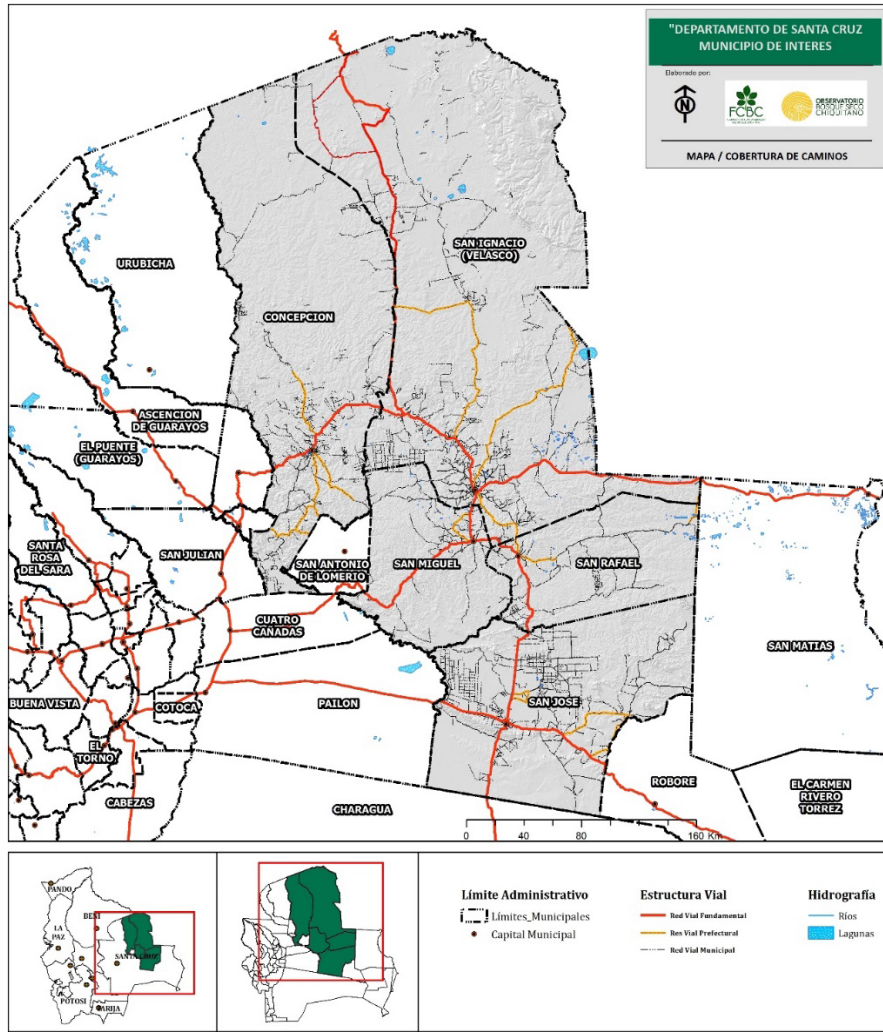 "DEPARTAMENTO DE SANTA CRUZ
MUNICIPIO DE INTERES
Elaborado por:
N
FCBC
OBSERVATORIO
BOSQUE SECO
CHIQUITANO
MAPA / COBERTURA DE CAMINOS
SAN IGNACIO
(VELASCO)
URUBICHA
CONCEPCION
ASCENCION
DE GUARAYOS
EL PUENTE
(GUARAYOS)
SANTA
ROSA
DEL SARA
SAN JULIAN
SAN ANTONIO
DE LOMERIO
SAN MIGUEL
SAN RAFAEL
CUATRO
CAÑADAS
SAN MATIAS
BUENA VISTA
COTOCA
PAILON
SAN JOSE
EL
TORNO
CABEZAS
CHARAGUA
ROBORE
EL CARMEN
RIVERO
TORREZ
0 40 80 160 Km
PANDO
BENI
LA
PAZ
SANTA CRUZ
POTOSI
TARIJA
Límite Administrativo
Límites_Municipales
Capital Municipal
Estructura Vial
Red Vial Fundamental
Res Vial Prefectural
Red Vial Municipal
Hidrografía
Ríos
Lagunas